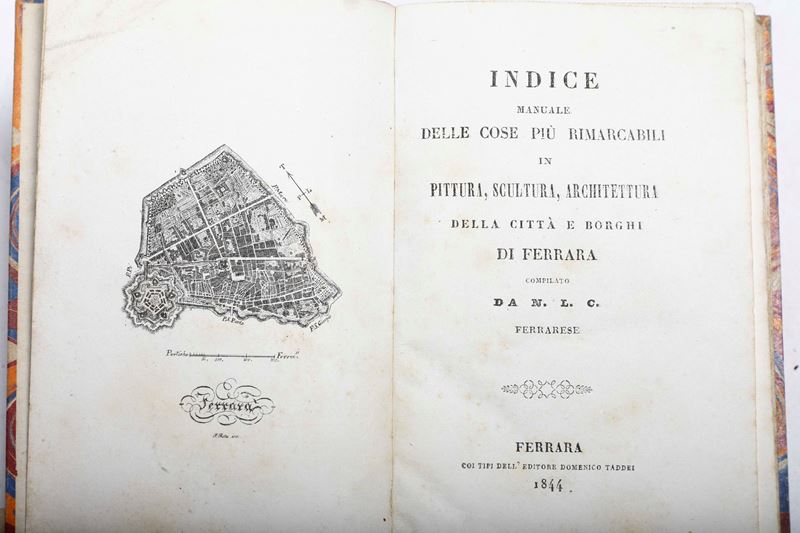 Ferrara
INDICE
MANUALE
DELLE COSE PIÙ RIMARCABILI
IN
PITTURA, SCULTURA, ARCHITETTURA
DELLA CITTÀ E BORGHI
DI FERRARA
COMPILATO
DA N. L. C.
FERRARESE
FERRARA
COI TIPI DELL' EDITORE DOMENICO TADDEI
1844.